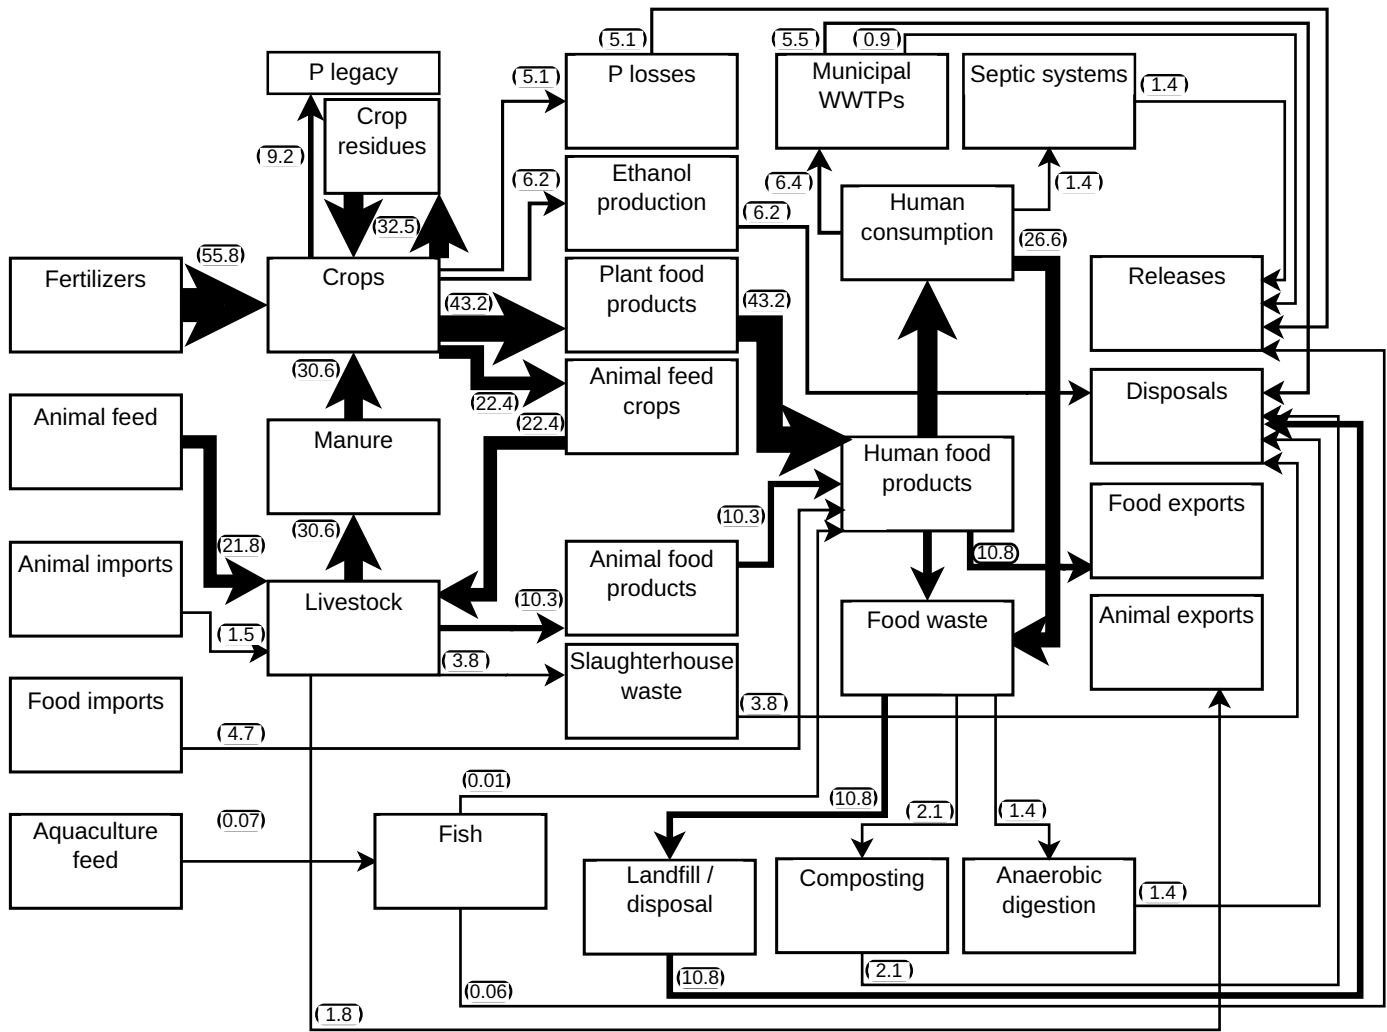 5.1
5.5
0.9
P legacy
P losses
Municipal
WWTPs
Septic systems
5.1
1.4
Crop
residues
9.2
6.2
Ethanol
production
6.4
1.4
6.2
Human
consumption
32.5
26.6
55.8
Fertilizers
Crops
Plant food
products
43.2
43.2
Releases
30.6
Animal feed
crops
22.4
22.4
Disposals
Animal feed
Manure
Human food
products
Food exports
30.6
10.3
21.8
10.8
Animal imports
Animal food
products
Livestock
10.3
Food waste
Animal exports
1.5
3.8
Slaughterhouse
waste
3.8
Food imports
4.7
0.01
10.8
2.1
1.4
0.07
Aquaculture
feed
Fish
Landfill /
disposal
Composting
Anaerobic
digestion
1.4
10.8
2.1
0.06
1.8